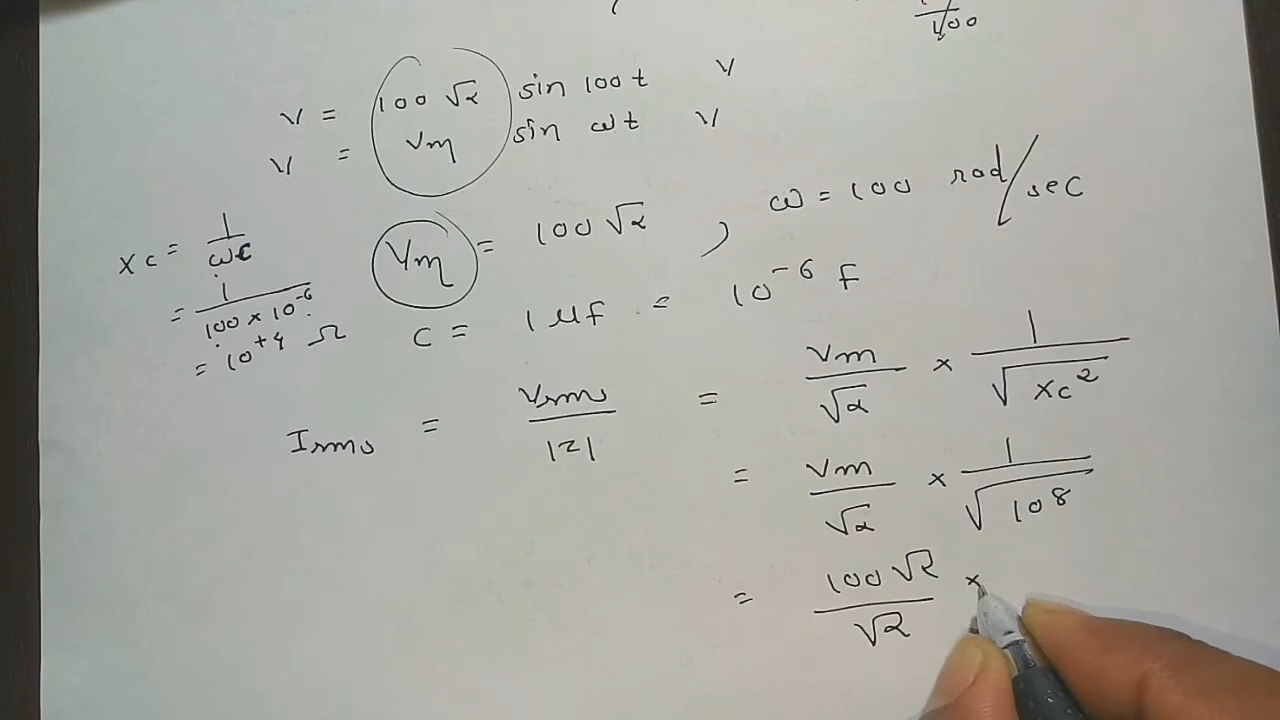 100
V = 100 √2 sin 100 t V
V = Vm sin ωt V
Vm = 100 √2 , ω = 100 rad/sec
Xc = 1/ωC
= 1/100 × 10⁻⁶
= 10⁺⁴ Ω
C = 1 μF = 10⁻⁶ F
Irms = Vrms/|Z| = Vm/√2 × 1/√Xc²
= Vm/√2 × 1/√10⁸
= 100 √2/√2 ×